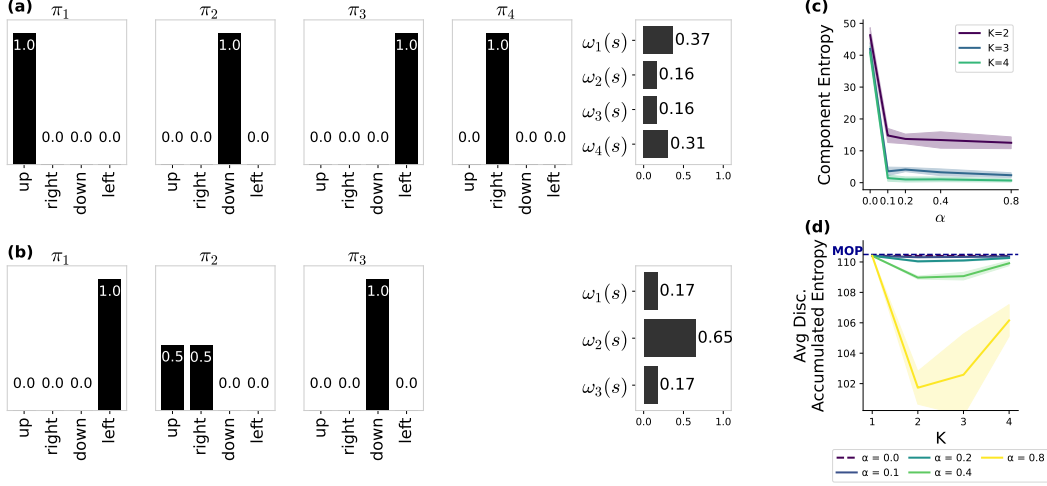 (a)
π1
π2
π3
π4
1.0 0.0 0.0 0.0
0.0 0.0 1.0 0.0
0.0 0.0 0.0 1.0
0.0 1.0 0.0 0.0
up right down left
up right down left
up right down left
up right down left
ω1(s) 0.37
ω2(s) 0.16
ω3(s) 0.16
ω4(s) 0.31
0.0 0.5 1.0
(b)
π1
π2
π3
0.0 0.0 0.0 1.0
0.5 0.5 0.0 0.0
0.0 0.0 1.0 0.0
up right down left
up right down left
up right down left
ω1(s) 0.17
ω2(s) 0.65
ω3(s) 0.17
0.0 0.5 1.0
(c)
Component Entropy
50
40
30
20
10
0
0.0 0.1 0.2 0.4 0.8
α
K=2
K=3
K=4
(d)
Avg Disc.
Accumulated Entropy
MOP
110
108
106
104
102
1 2 3 4
K
α = 0.0 α = 0.2 α = 0.8
α = 0.1 α = 0.4